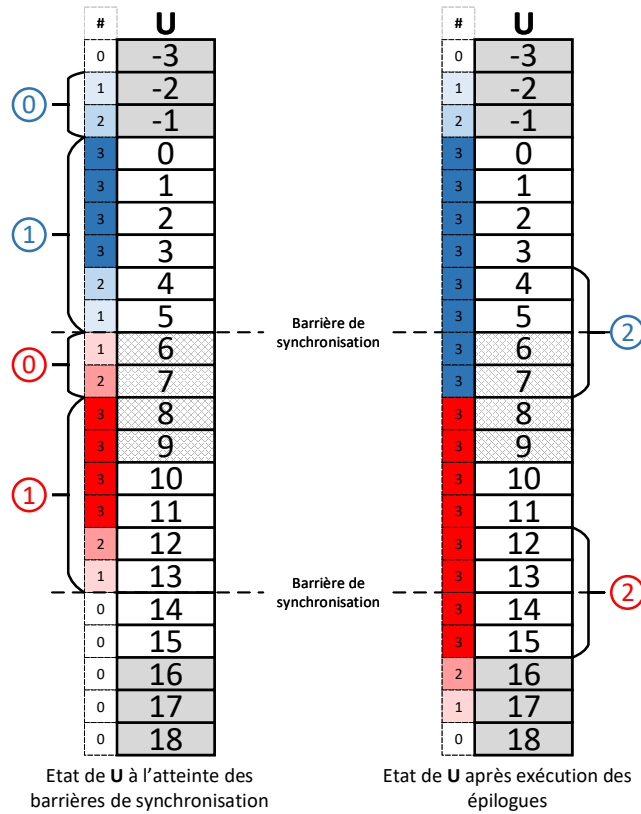 # U # U
0 -3 0 -3
1 -2 1 -2
0
2 -1 2 -1
3 0 3 0
3 1 3 1
1
3 2 3 2
3 3 3 3
2 4 3 4
1 5 3 5
Barrière de
synchronisation
2
1 6 3 6
0
2 7 3 7
3 8 3 8
3 9 3 9
1
3 10 3 10
3 11 3 11
2 12 3 12
1 13 3 13
Barrière de
synchronisation
2
0 14 3 14
0 15 3 15
0 16 2 16
0 17 1 17
0 18 0 18
Etat de U à l'atteinte des
barrières de synchronisation
Etat de U après exécution des
épilogues